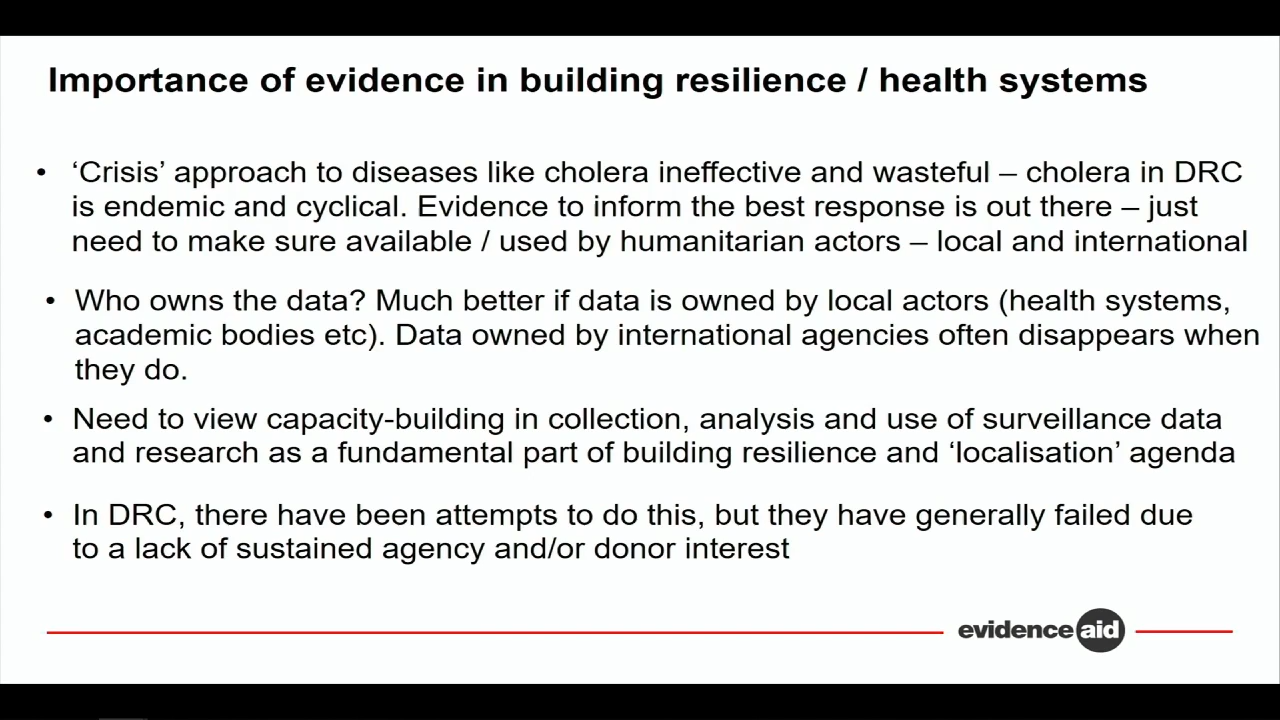 Importance of evidence in building resilience / health systems
• ‘Crisis’ approach to diseases like cholera ineffective and wasteful – cholera in DRC
is endemic and cyclical. Evidence to inform the best response is out there – just
need to make sure available / used by humanitarian actors – local and international
• Who owns the data? Much better if data is owned by local actors (health systems,
academic bodies etc). Data owned by international agencies often disappears when
they do.
• Need to view capacity-building in collection, analysis and use of surveillance data
and research as a fundamental part of building resilience and ‘localisation’ agenda
• In DRC, there have been attempts to do this, but they have generally failed due
to a lack of sustained agency and/or donor interest
evidence aid